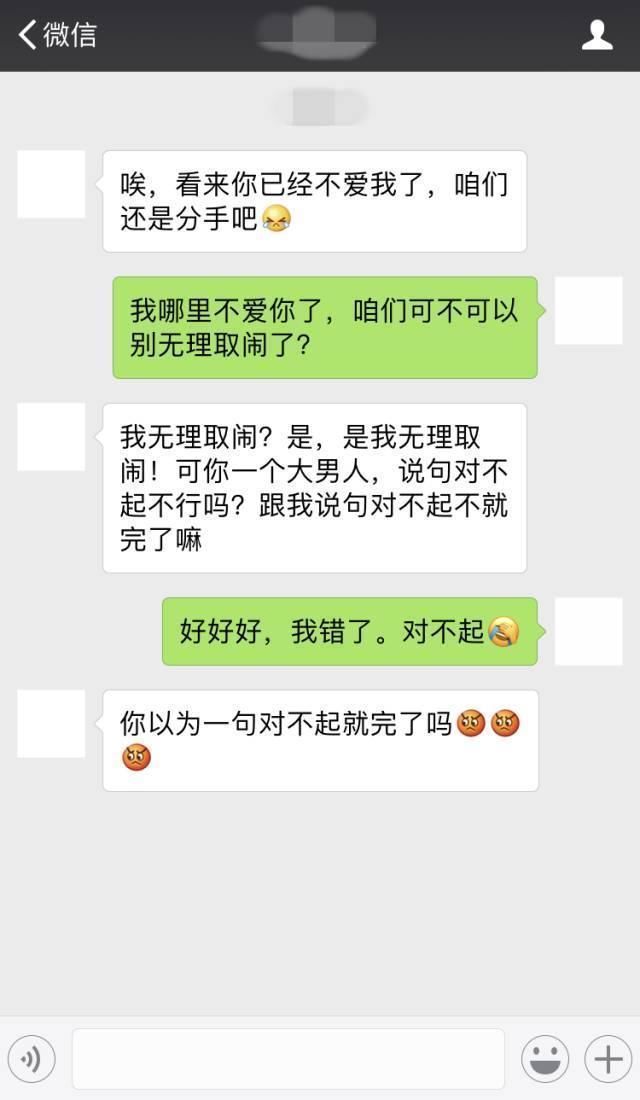 微信
唉，看来你已经不爱我了，咱们
还是分手吧
我哪里不爱你了，咱们可不可以
别无理取闹了？
我无理取闹？是，是我无理取
闹！可你一个大男人，说句对不
起不行吗？跟我说句对不起不就
完了嘛
好好好，我错了。对不起
你以为一句对不起就完了吗